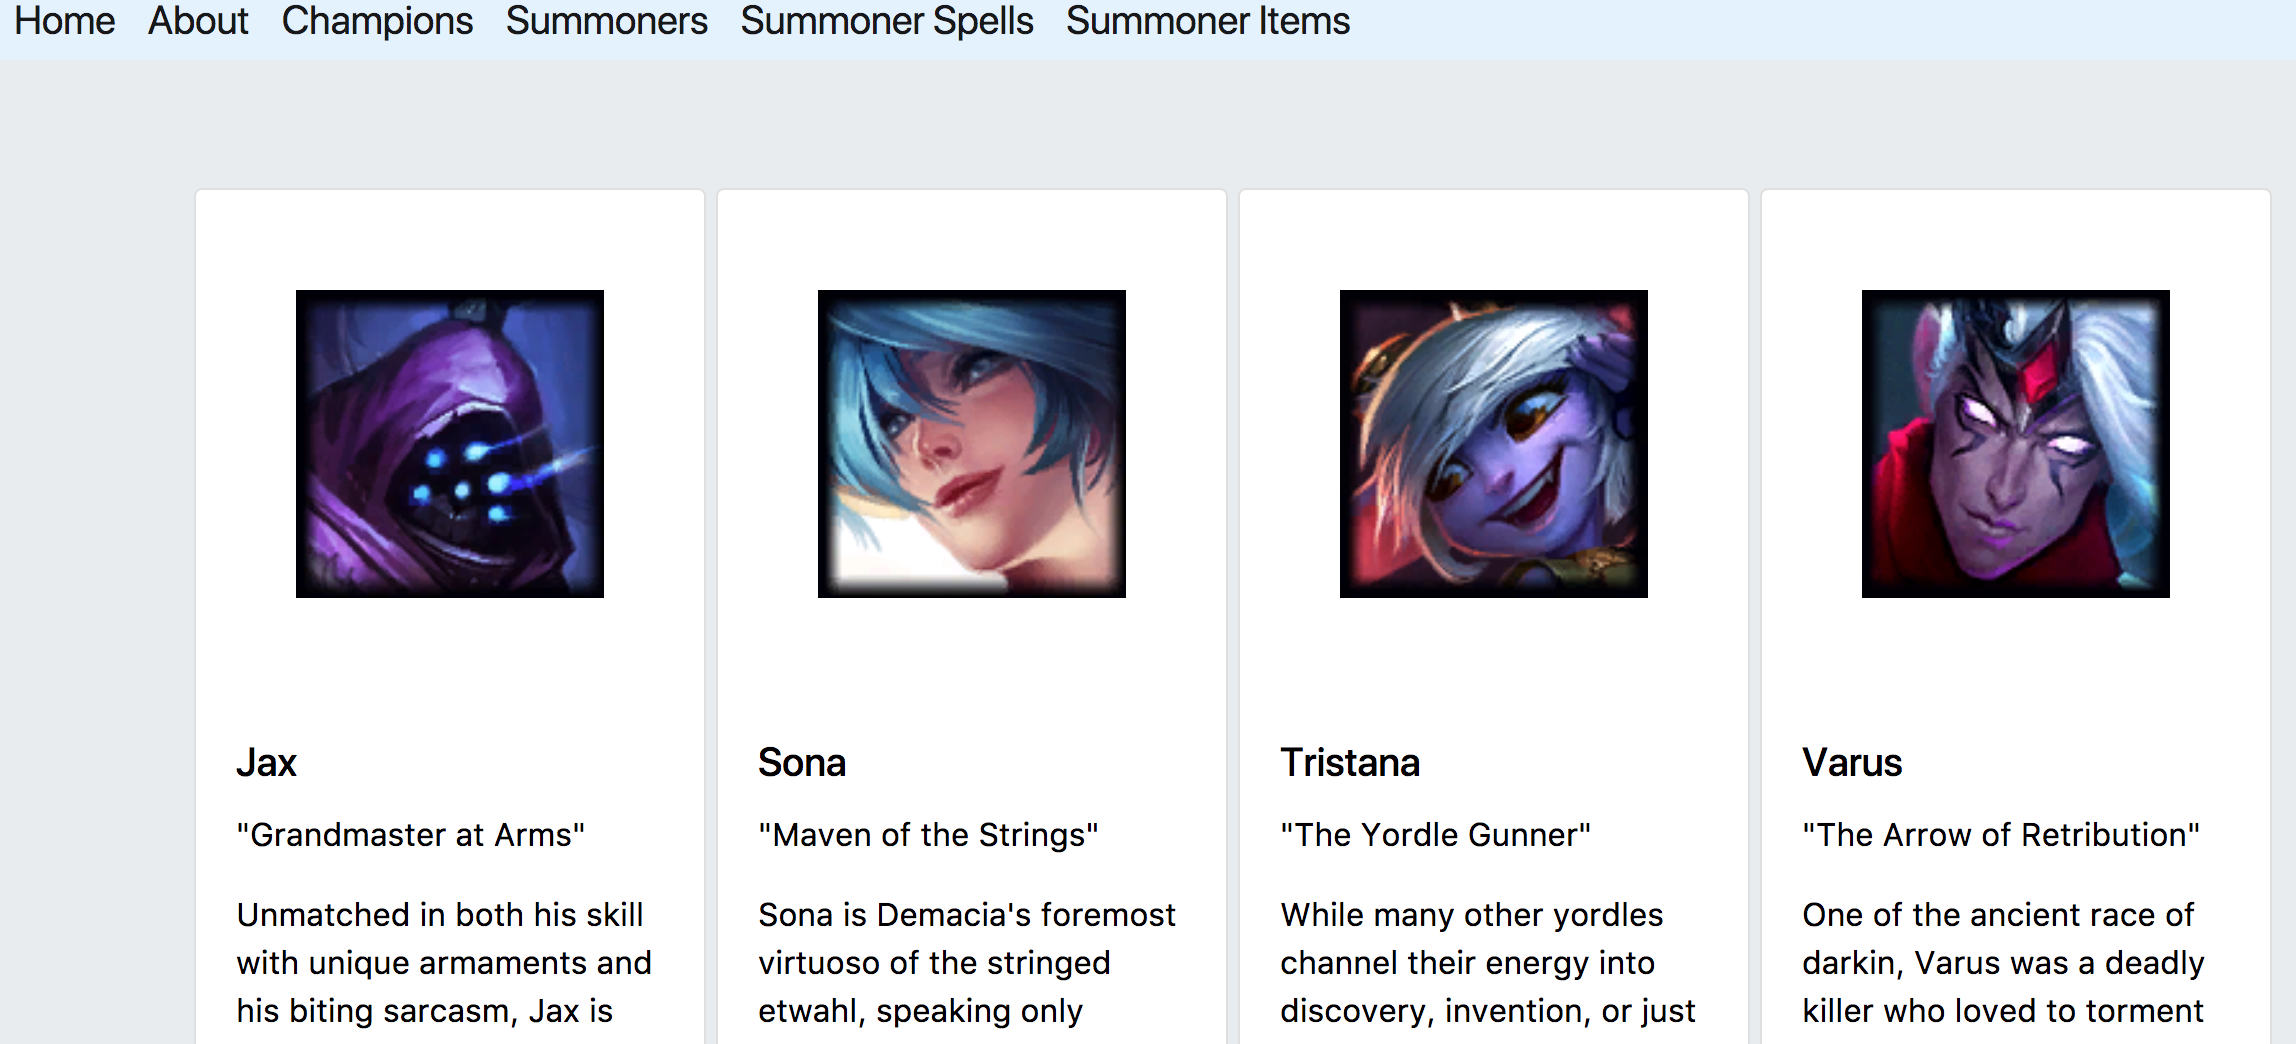 Home About Champions Summoners Summoner Spells Summoner Items
Jax
"Grandmaster at Arms"
Unmatched in both his skill
with unique armaments and
his biting sarcasm, Jax is
Sona
"Maven of the Strings"
Sona is Demacia's foremost
virtuoso of the stringed
etwahl, speaking only
Tristana
"The Yordle Gunner"
While many other yordles
channel their energy into
discovery, invention, or just
Varus
"The Arrow of Retribution"
One of the ancient race of
darkin, Varus was a deadly
killer who loved to torment